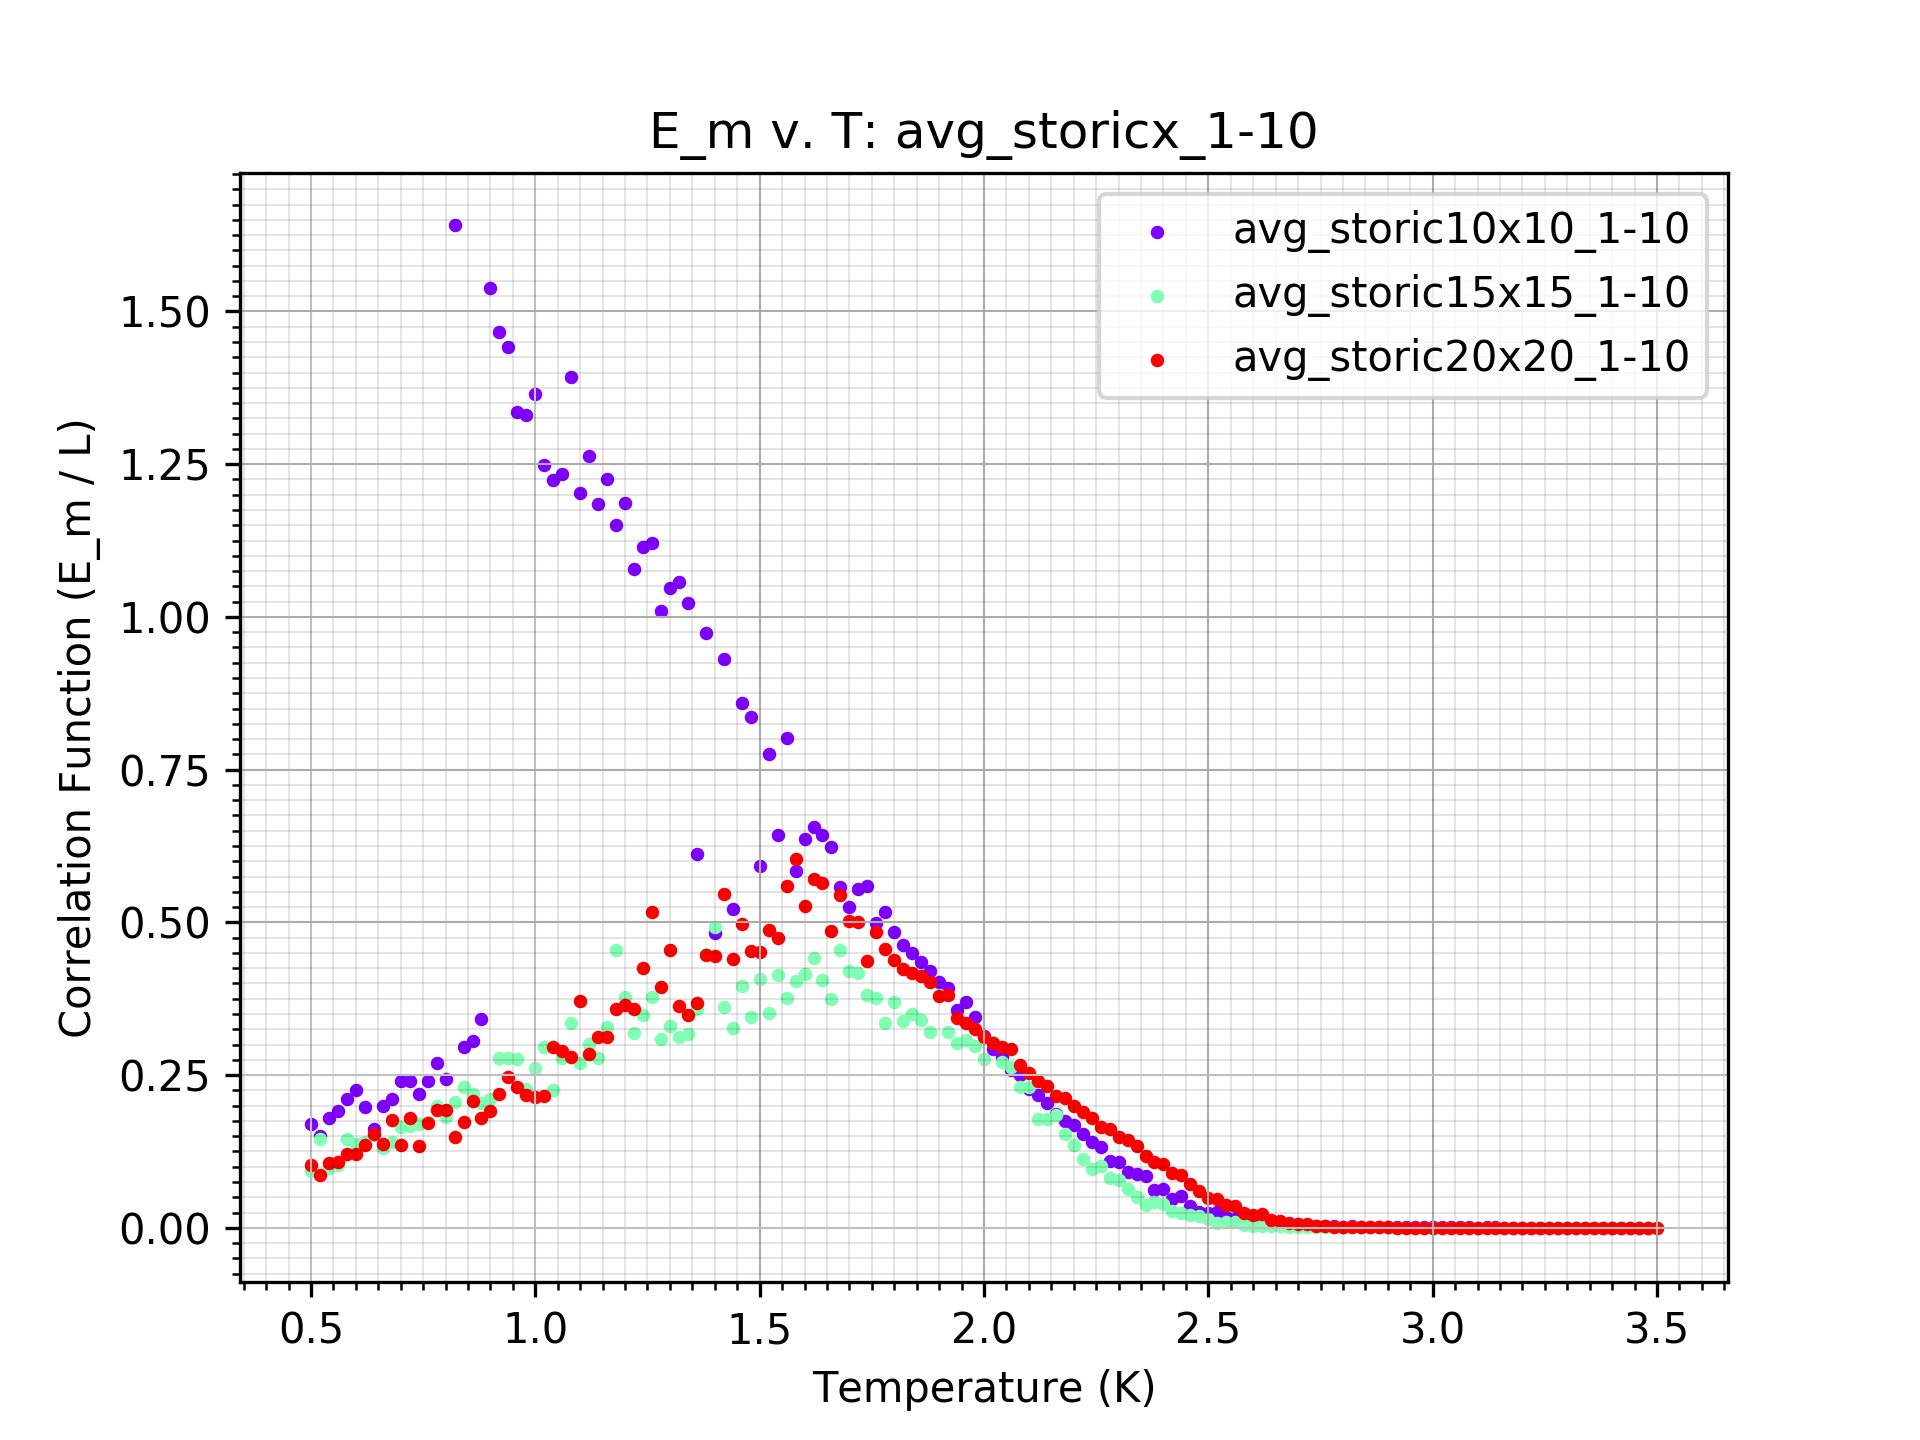 E_m v. T: avg_storicx_1-10
avg_storic10x10_1-10
avg_storic15x15_1-10
avg_storic20x20_1-10
Correlation Function (E_m / L)
1.50
1.25
1.00
0.75
0.50
0.25
0.00
0.5 1.0 1.5 2.0 2.5 3.0 3.5
Temperature (K)